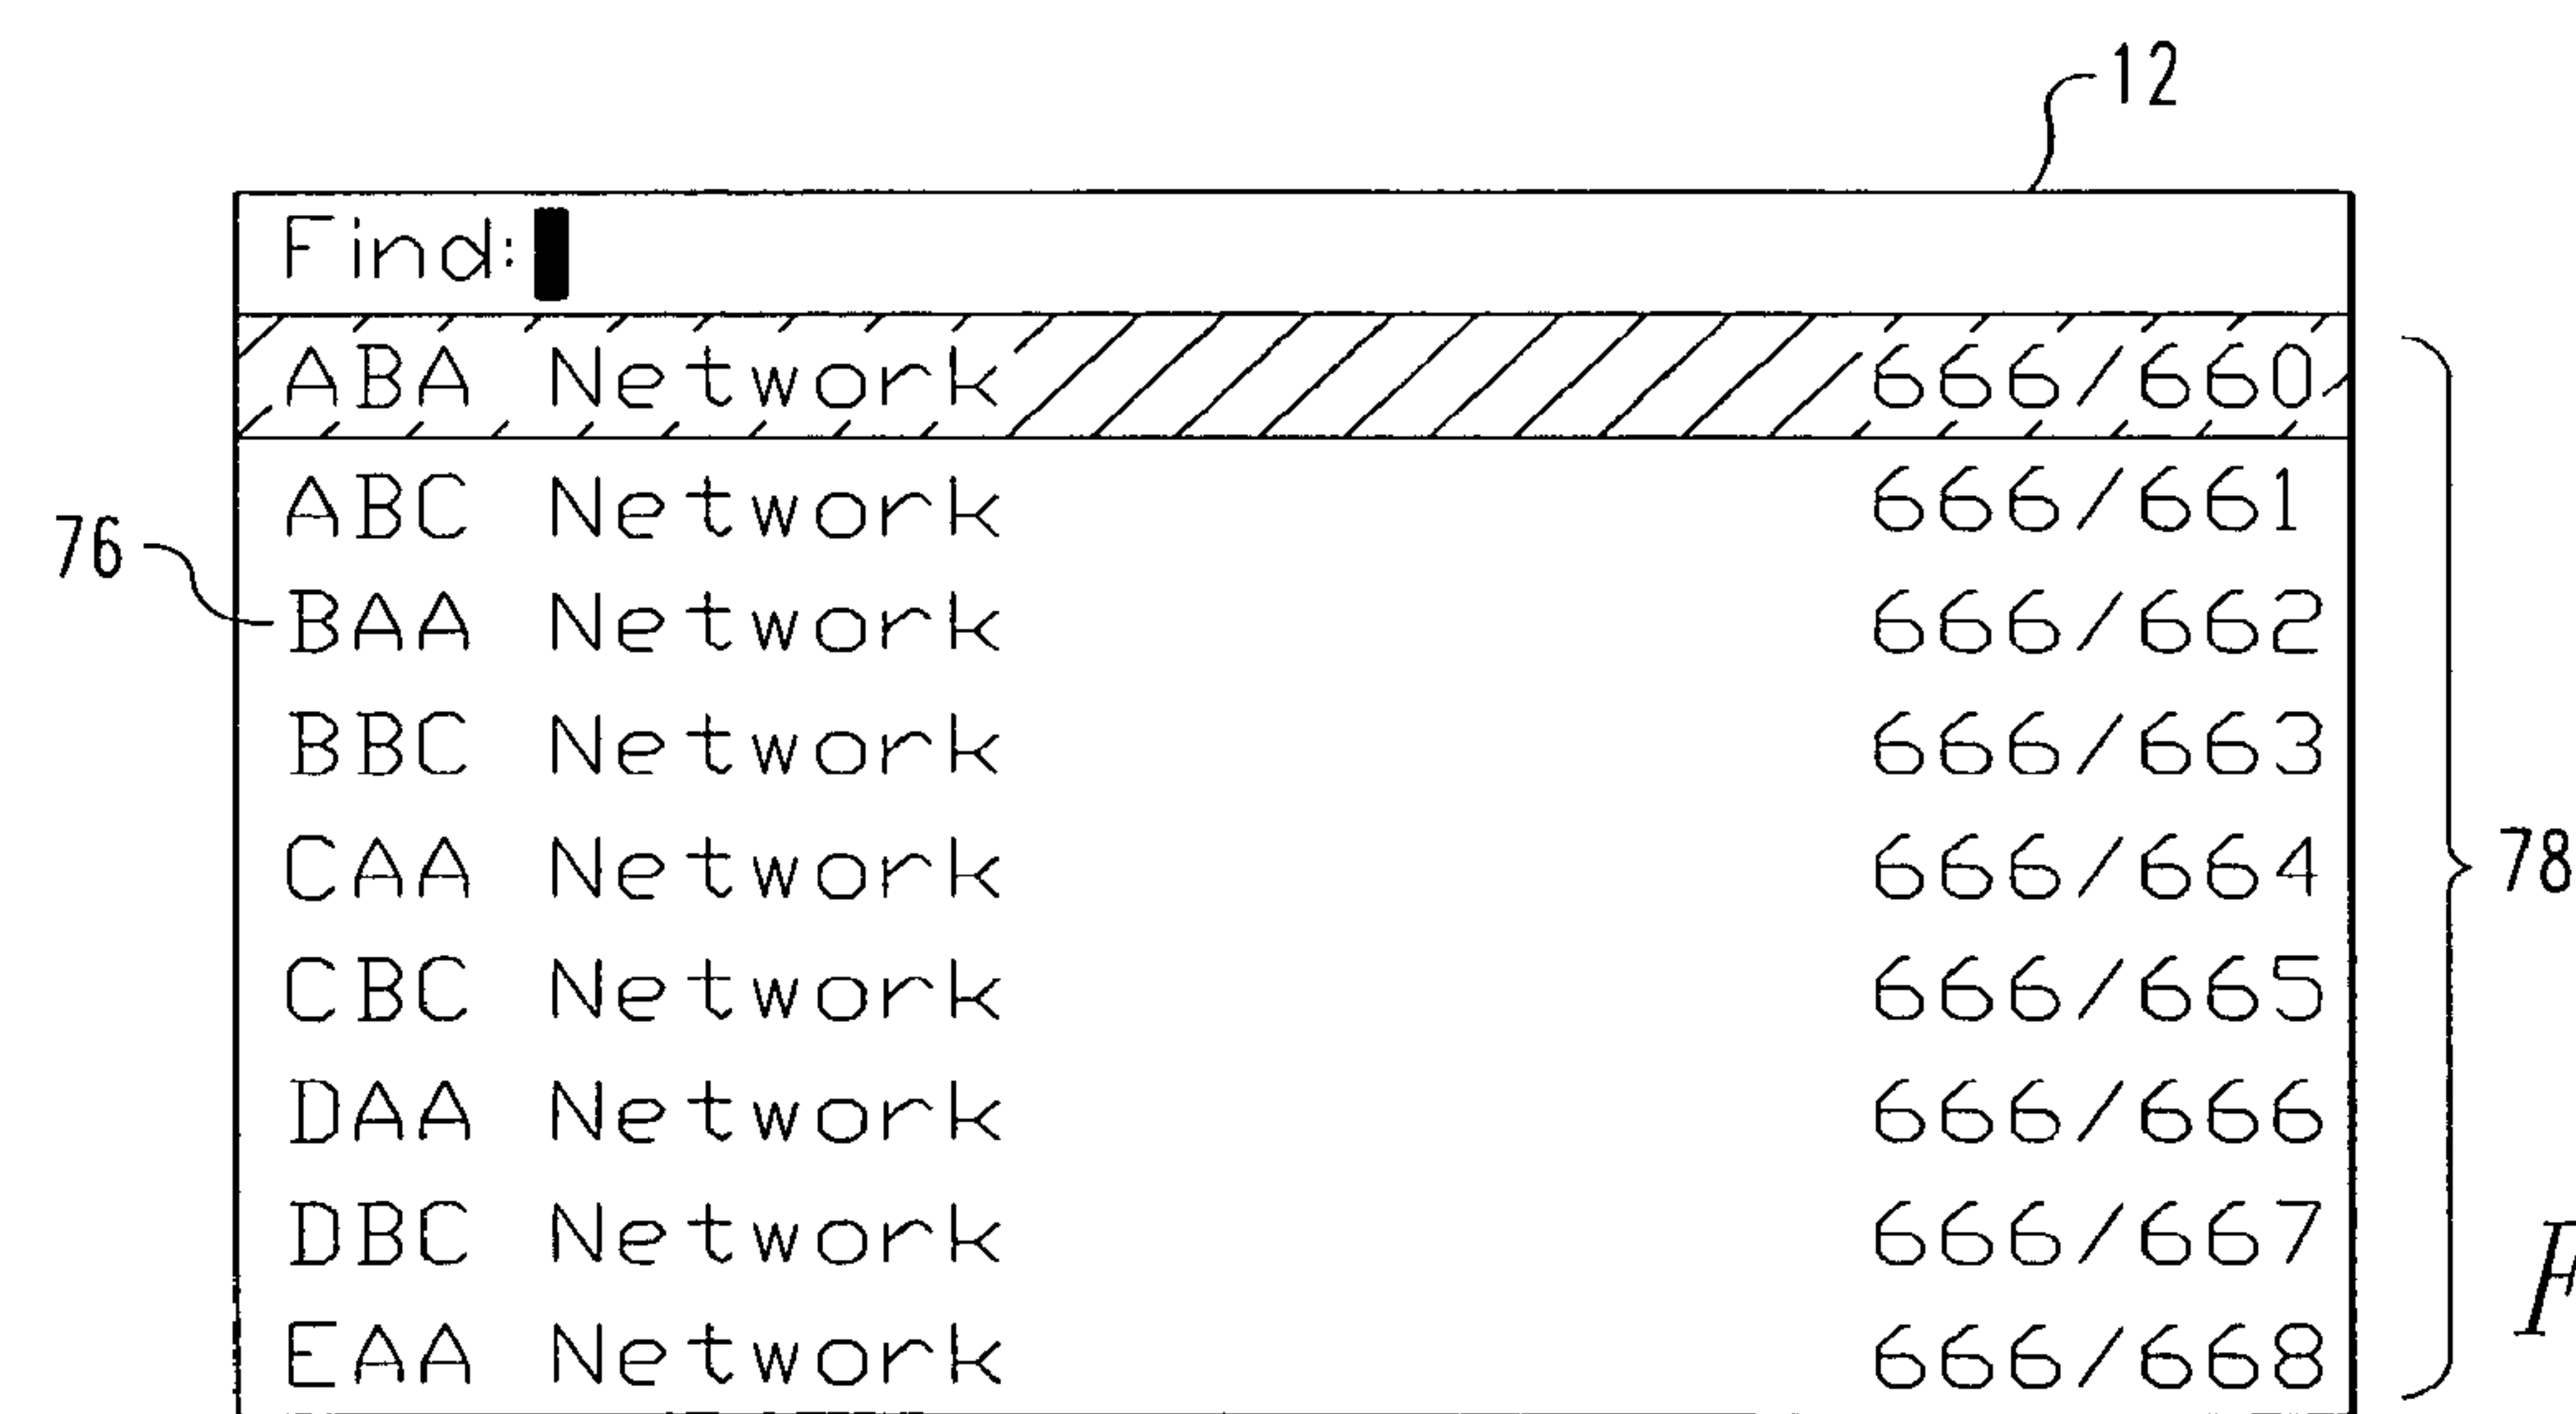 12
Find:
ABA Network 666/660
ABC Network 666/661
76
BAA Network 666/662
BBC Network 666/663
CAA Network 666/664
78
CBC Network 666/665
DAA Network 666/666
DBC Network 666/667
EAA Network 666/668